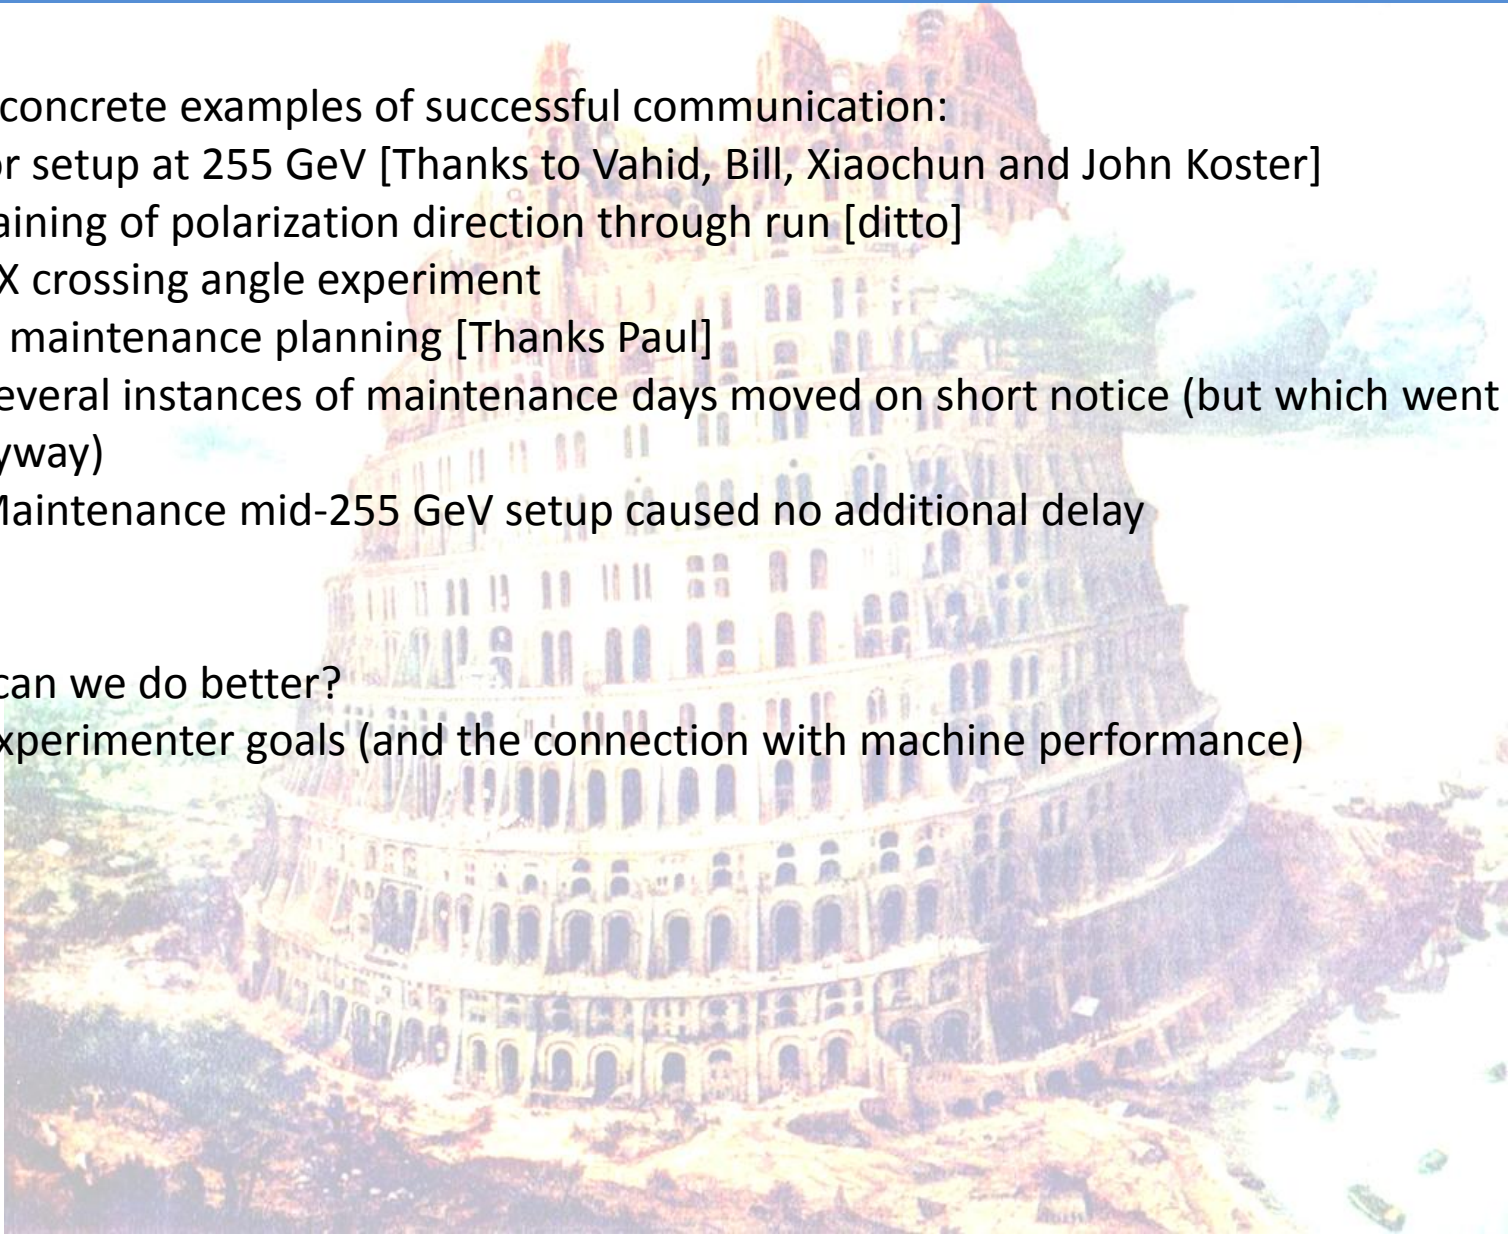 concrete examples of successful communication:
or setup at 255 GeV [Thanks to Vahid, Bill, Xiaochun and John Koster]
aining of polarization direction through run [ditto]
X crossing angle experiment
maintenance planning [Thanks Paul]
everal instances of maintenance days moved on short notice (but which went
yway)
Maintenance mid-255 GeV setup caused no additional delay
can we do better?
xperimenter goals (and the connection with machine performance)